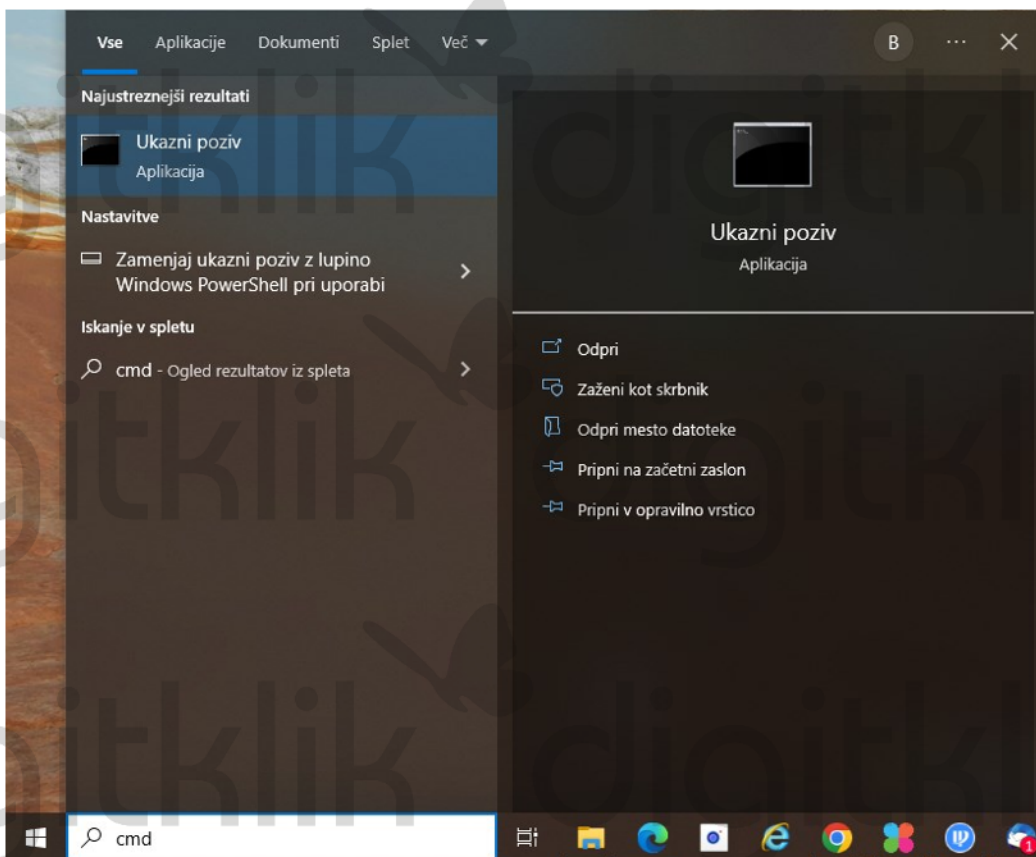 Vse Aplikacije Dokumenti Splet Več B ...
Najustreznejši rezultati
Ukazni poziv
Aplikacija
Nastavitve
Zamenjaj ukazni poziv z lupino
Windows PowerShell pri uporabi
Iskanje v spletu
cmd - Ogled rezultatov iz spleta
Ukazni poziv
Aplikacija
Odpri
Zaženi kot skrbnik
Odpri mesto datoteke
Pripni na začetni zaslon
Pripni v opravilno vrstico
cmd
digitklik